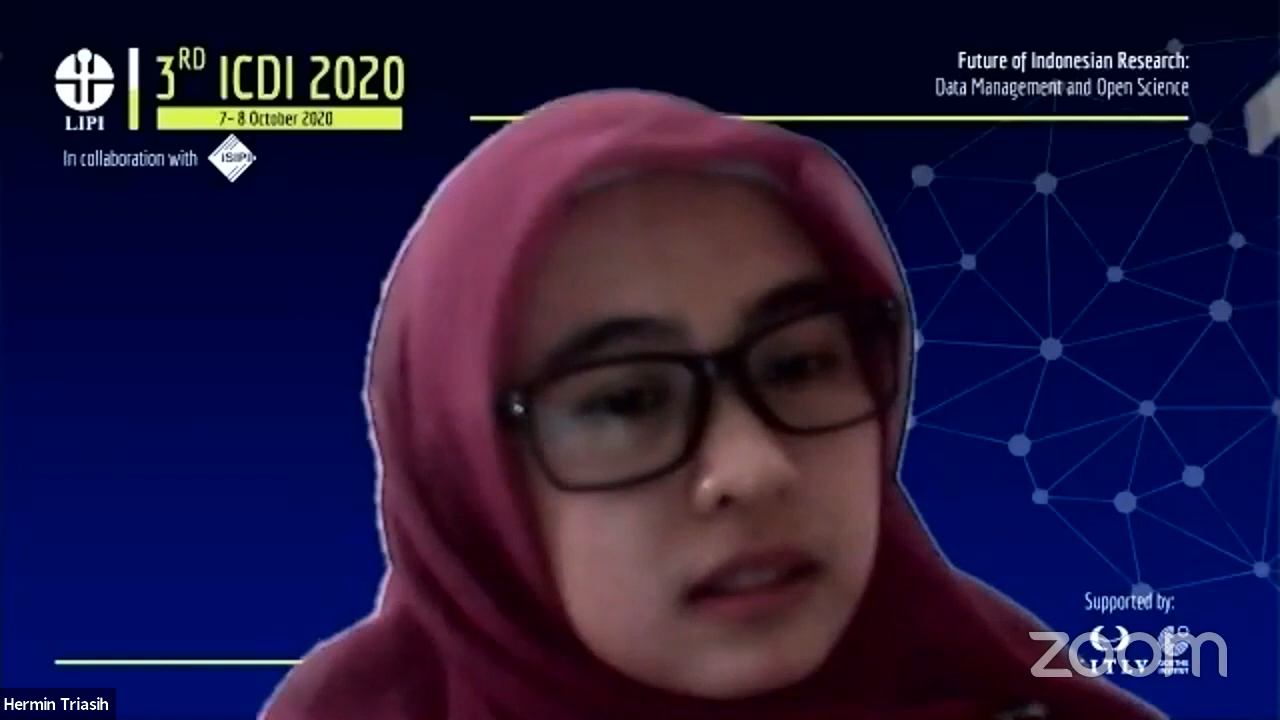 3RD ICDI 2020
LIPI
7- 8 October 2020
In collaboration with
ISIPII
Future of Indonesian Research:
Data Management and Open Science
Supported by:
zoom
Hermin Triasih